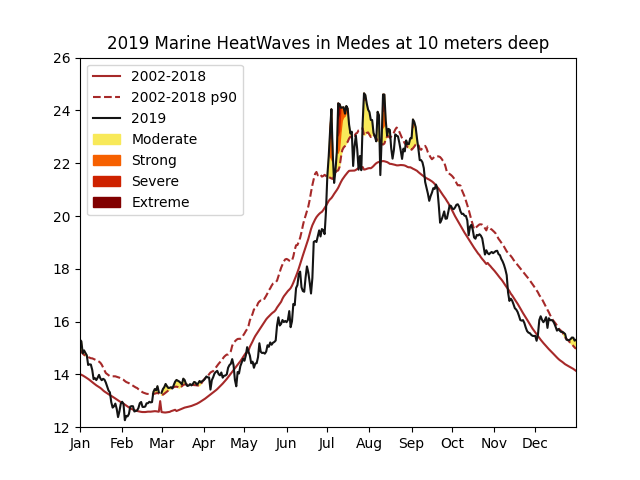 2019 Marine HeatWaves in Medes at 10 meters deep
26
24
22
20
18
16
14
12
2002-2018
2002-2018 p90
2019
Moderate
Strong
Severe
Extreme
Jan Feb Mar Apr May Jun Jul Aug Sep Oct Nov Dec